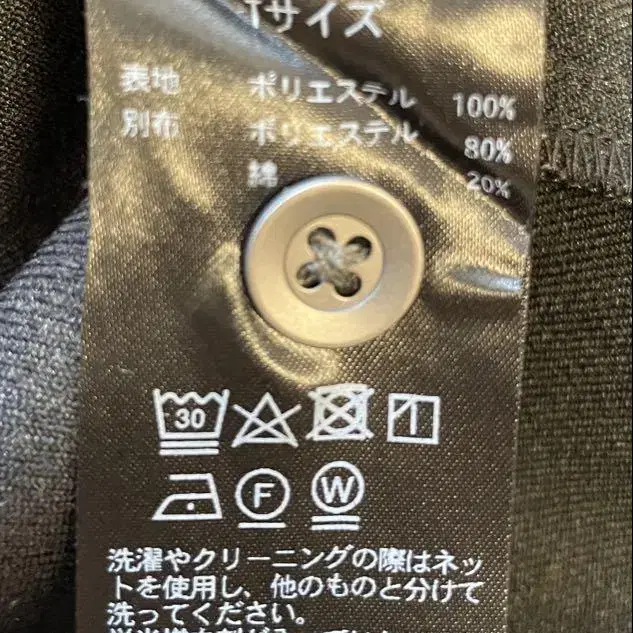 サイズ
表地 ポリエステル 100%
別布 ポリエステル 80%
綿 20%
30
F W
洗濯やクリーニングの際はネッ
トを使用し、他のものと分けて
洗ってください。